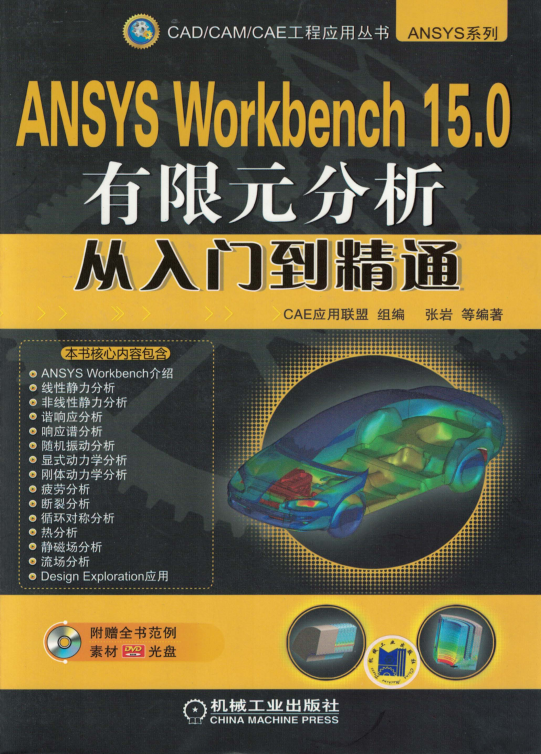 CAD/CAM/CAE工程应用丛书
ANSYS系列
ANSYS Workbench 15.0
有限元分析
从入门到精通
CAE应用联盟 组编 张岩 等编著
本书核心内容包含
ANSYS Workbench介绍
线性静力分析
非线性静力分析
谐响应分析
响应谱分析
随机振动分析
显式动力学分析
刚体动力学分析
疲劳分析
断裂分析
循环对称分析
热分析
静磁场分析
流场分析
Design Exploration应用
附赠全书范例
素材 DVD 光盘
机械工业出版社
CHINA MACHINE PRESS